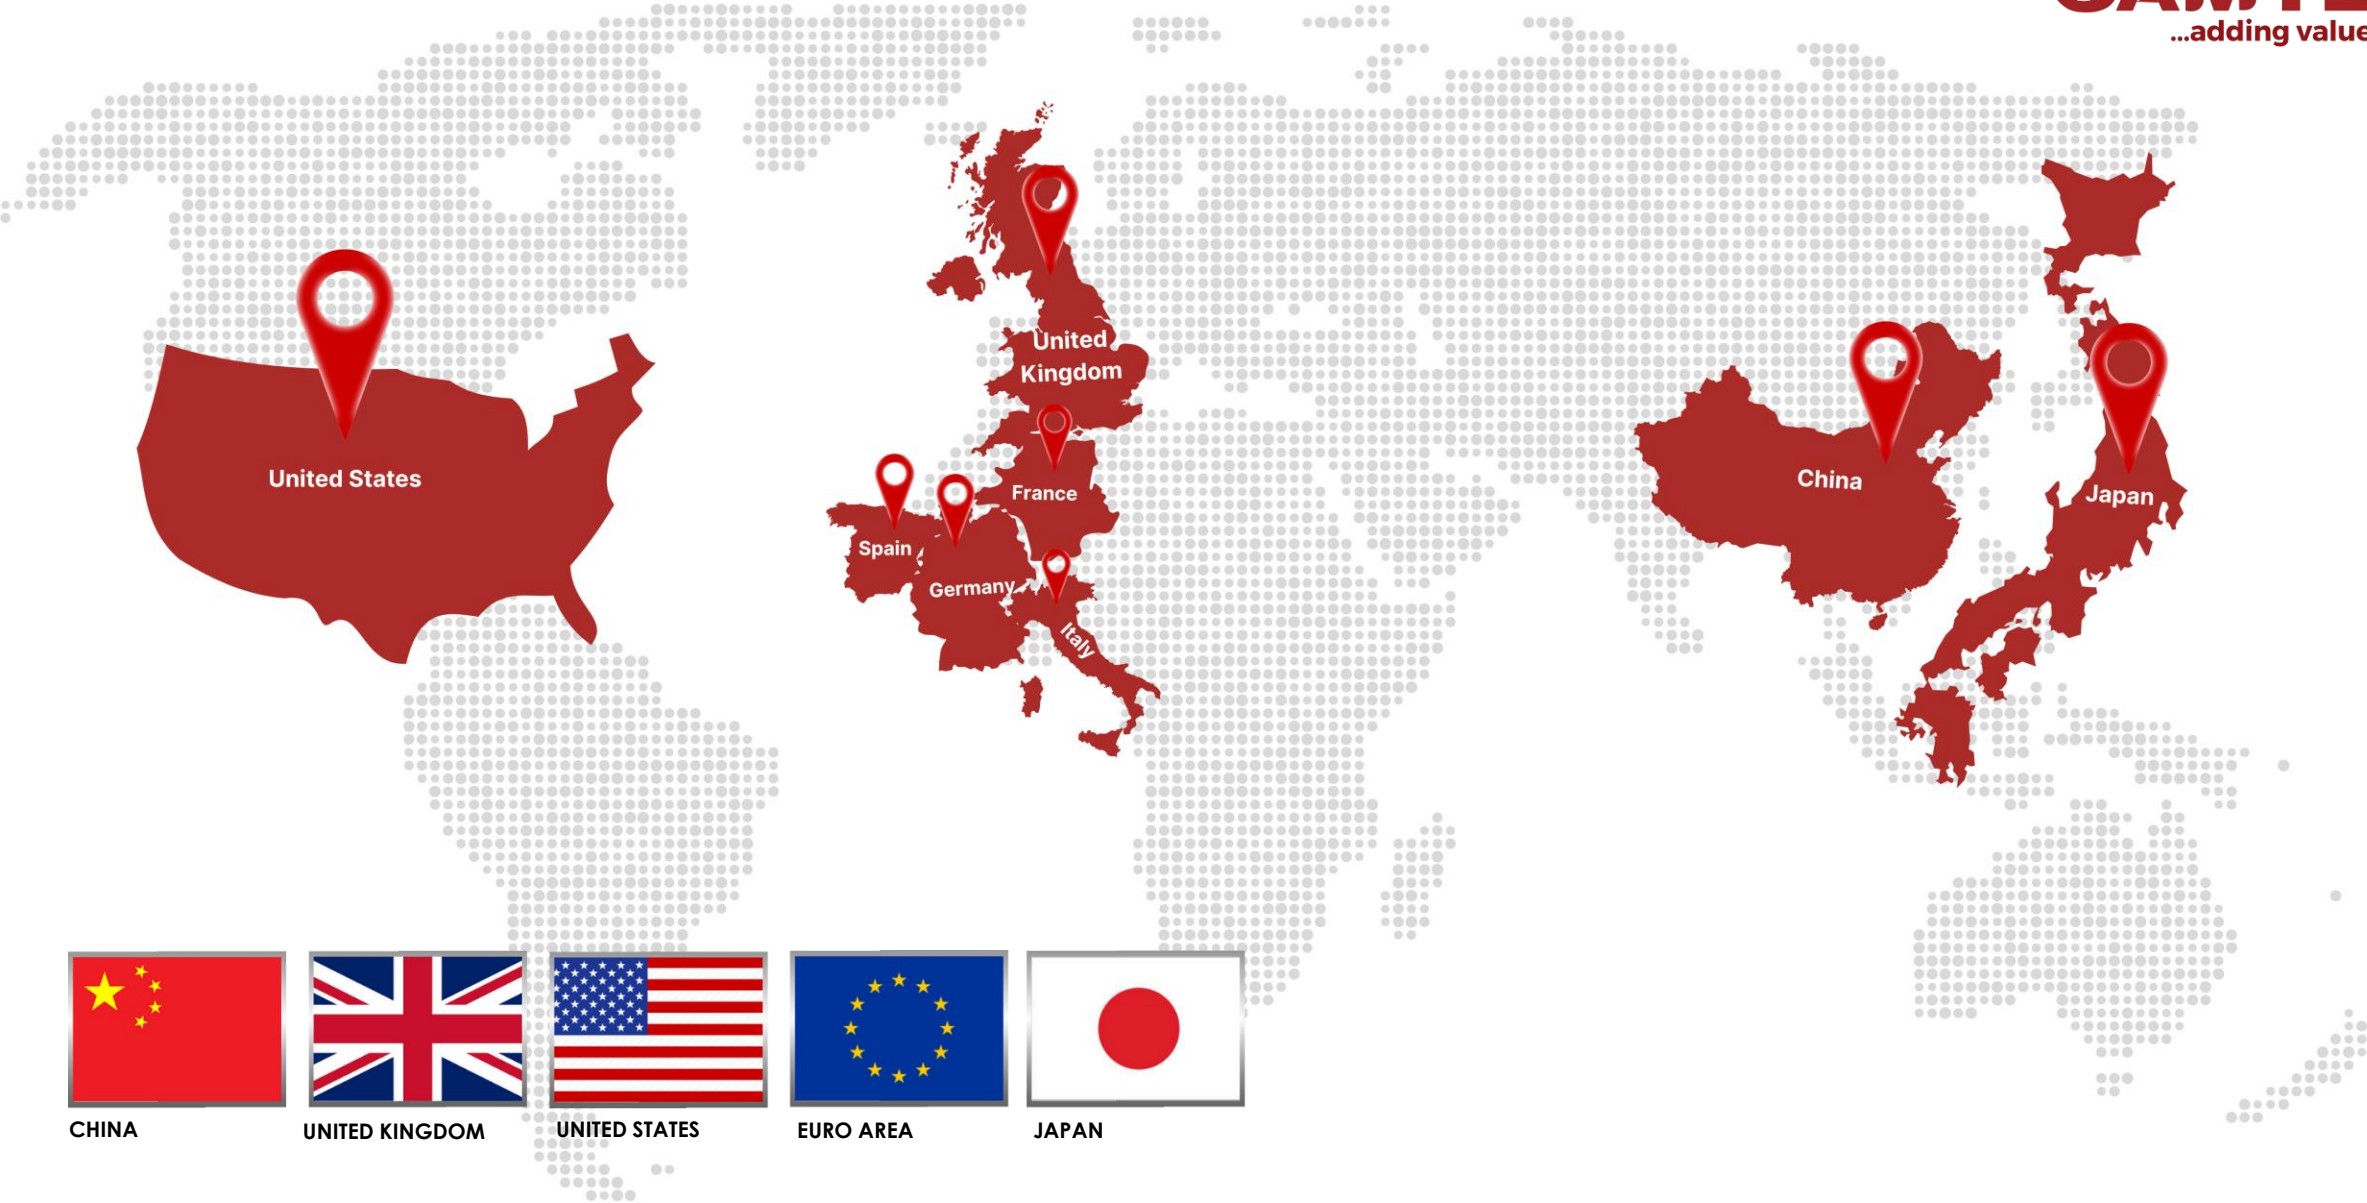 ...adding value
United
Kingdom
United States
France
China
Japan
Spain
Germany
Italy
CHINA
UNITED KINGDOM
UNITED STATES
EURO AREA
JAPAN